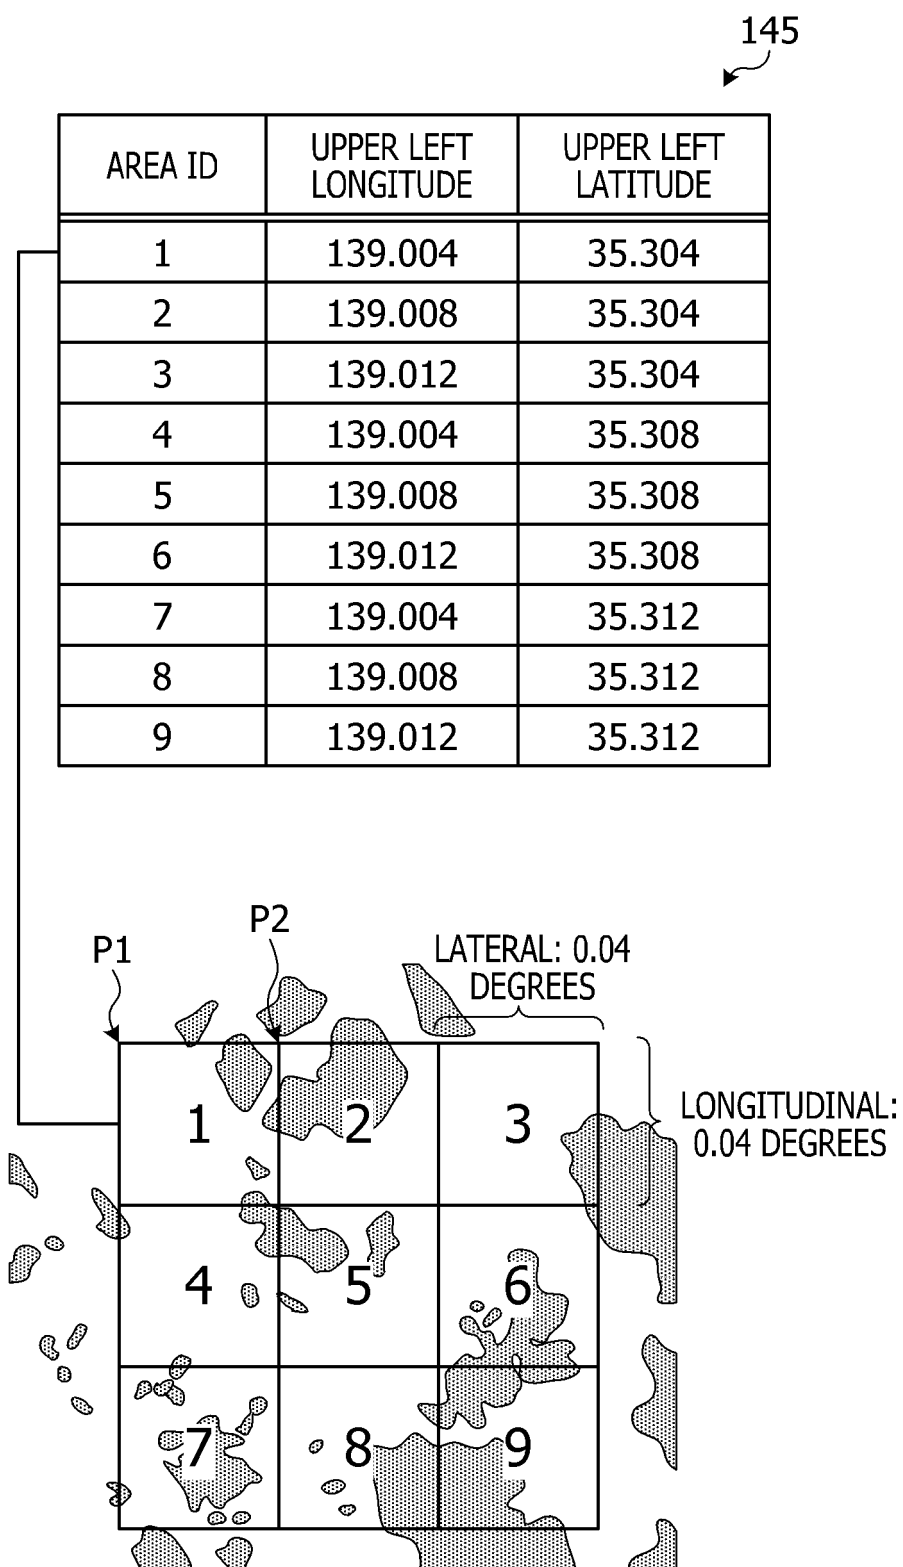 145
AREA ID
UPPER LEFT
LONGITUDE
UPPER LEFT
LATITUDE
1 139.004 35.304
2 139.008 35.304
3 139.012 35.304
4 139.004 35.308
5 139.008 35.308
6 139.012 35.308
7 139.004 35.312
8 139.008 35.312
9 139.012 35.312
P1
P2
LATERAL: 0.04
DEGREES
LONGITUDINAL:
0.04 DEGREES
1 2 3
4 5 6
7 8 9